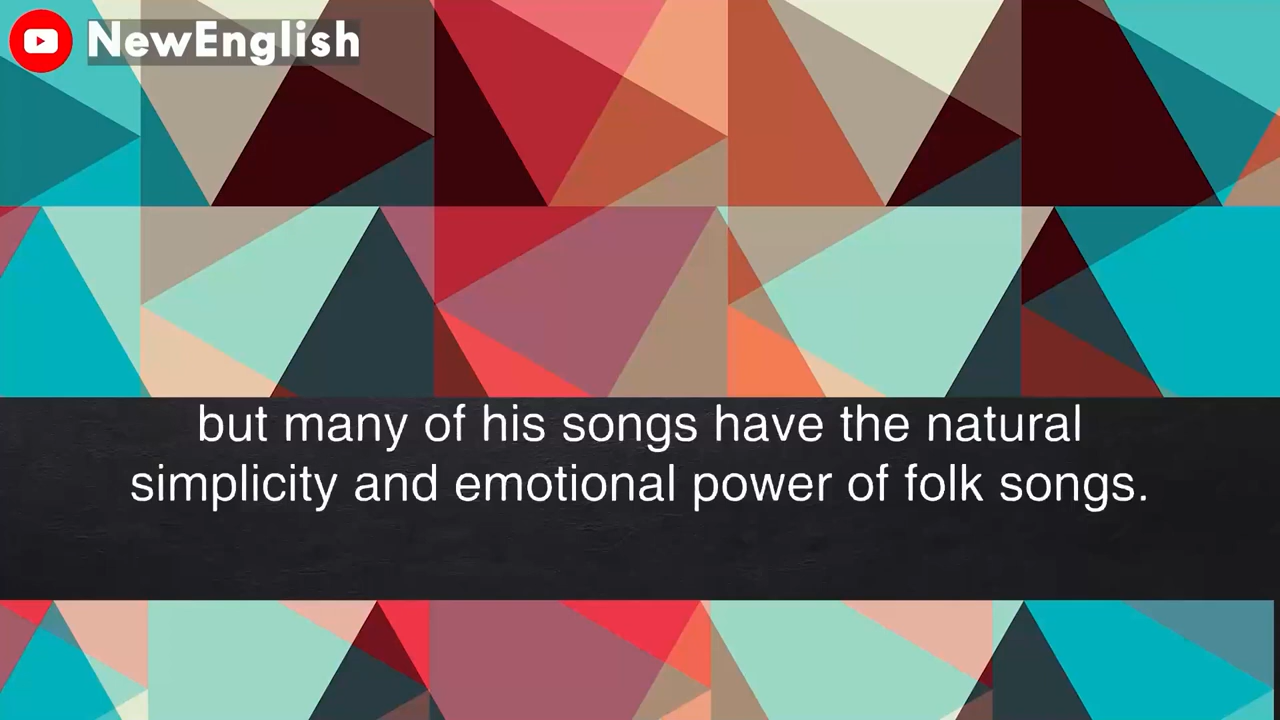 NewEnglish
but many of his songs have the natural
simplicity and emotional power of folk songs.